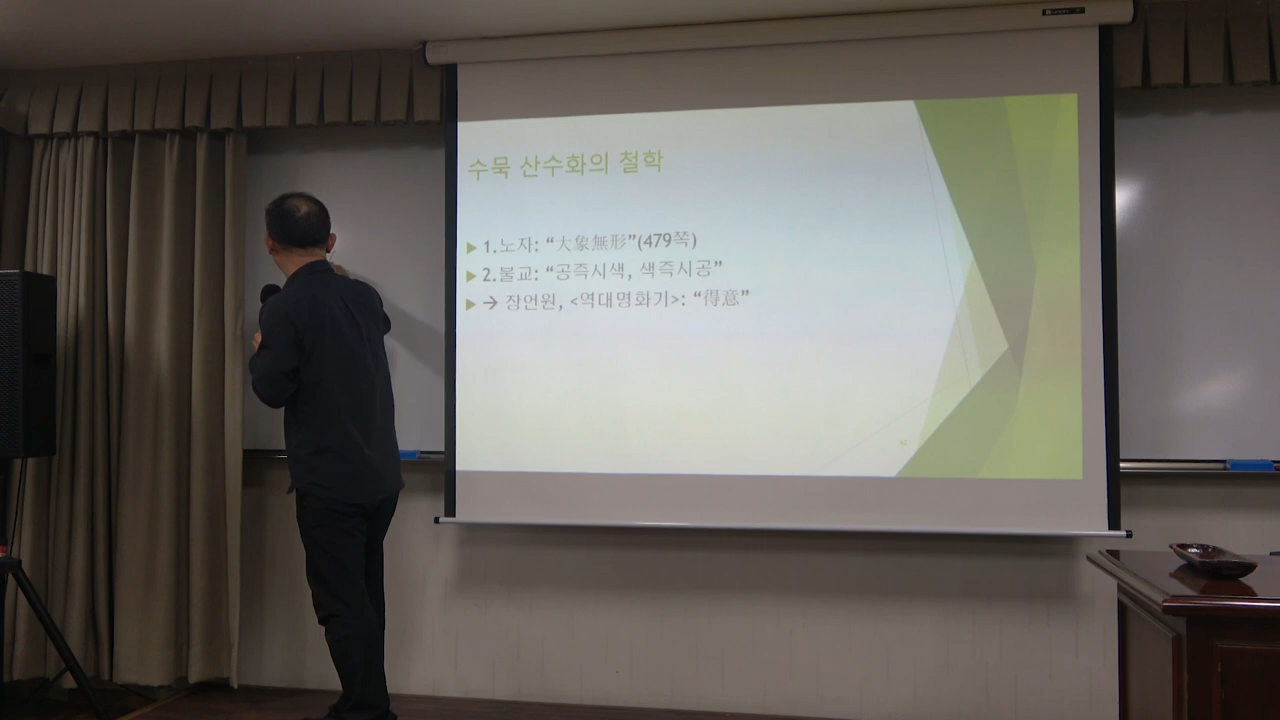 수묵 산수화의 철학
▶ 1.노자: “大象無形”(479쪽)
▶ 2.불교: “공즉시색, 색즉시공”
▶ → 장언원, <역대명화기>: “得意”